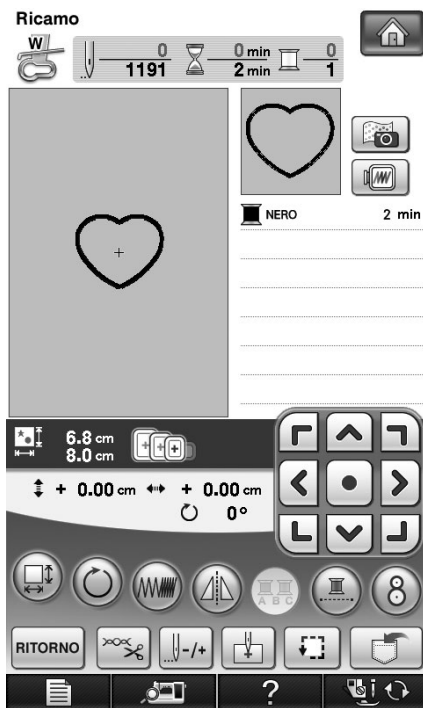 Ricamo
W
0 0 min 0
1191 2 min 1
NERO 2 min
6.8 cm
8.0 cm
+ 0.00 cm + 0.00 cm
0°
A B C 8
RITORNO -/+
?